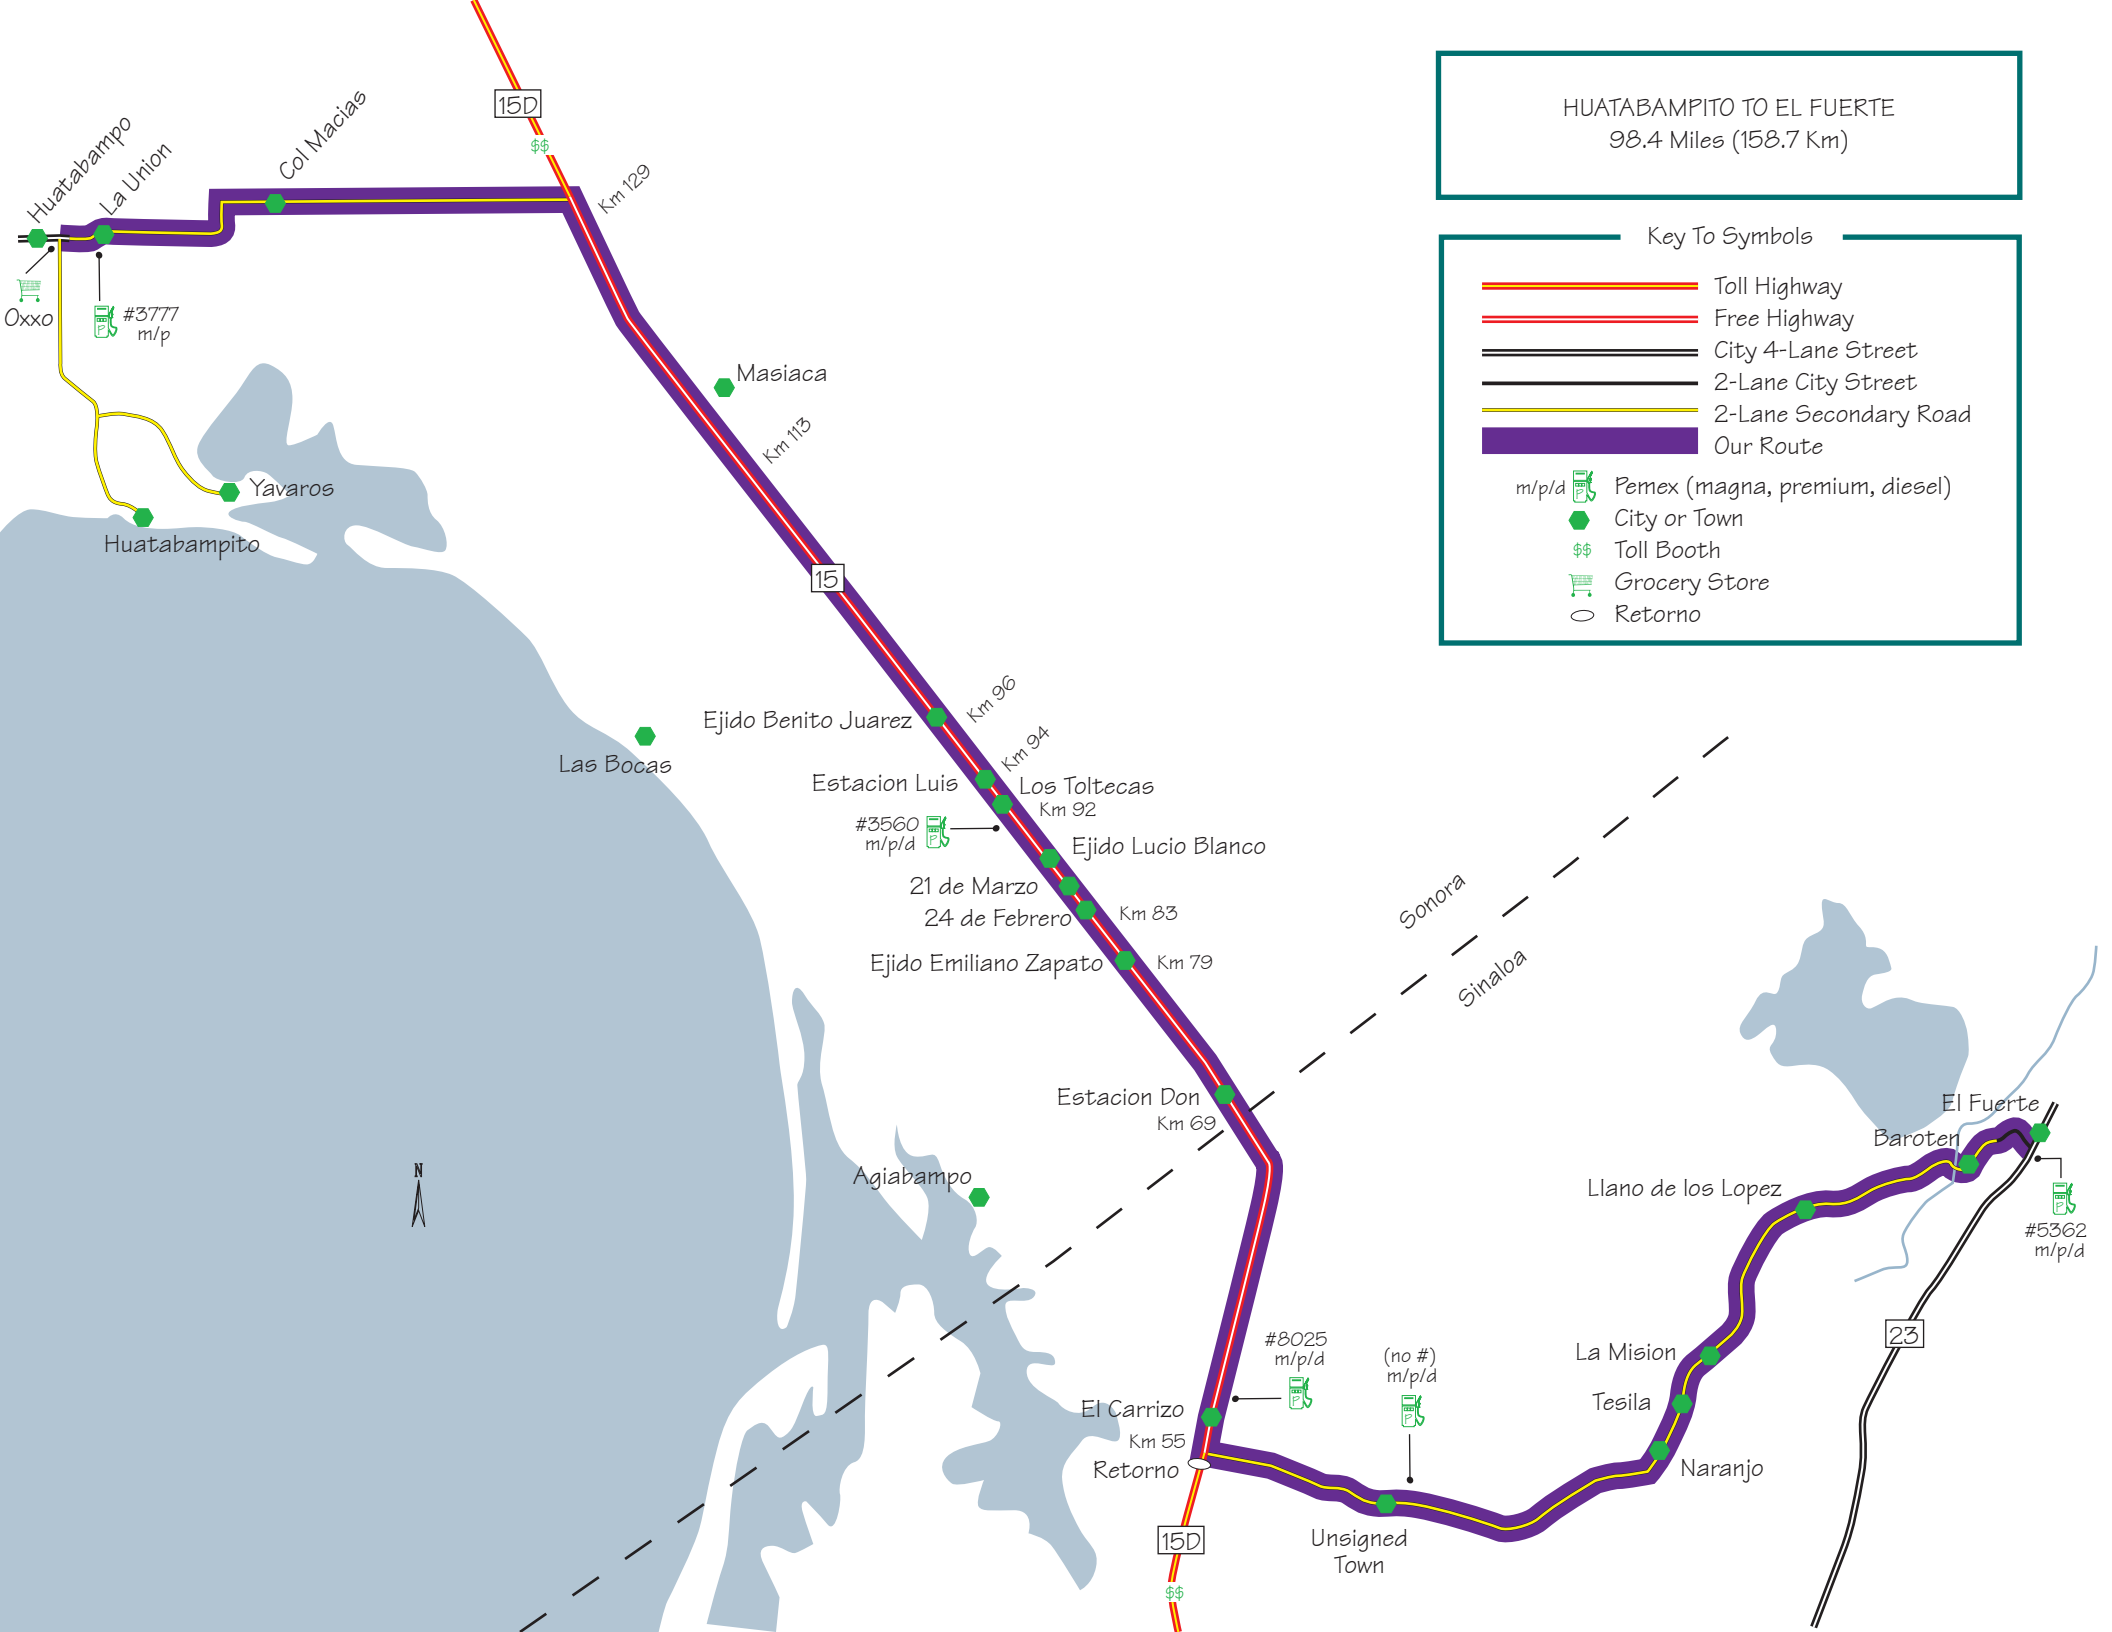 HUATABAMPITO TO EL FUERTE
98.4 Miles (158.7 Km)
Key To Symbols
Toll Highway
Free Highway
City 4-Lane Street
2-Lane City Street
2-Lane Secondary Road
Our Route
m/p/d P Pemex (magna, premium, diesel)
City or Town
$$ Toll Booth
Grocery Store
Retorno
15D
$$
Huatabampo
La Union
Col Macias
Km 129
Oxxo
P
#3777
m/p
Masiaca
Km 113
Yavaros
Huatabampito
15
Km 96
Ejido Benito Juarez
Las Bocas
Km 94
Estacion Luis
Los Toltecas
Km 92
#3560
m/p/d
P
Ejido Lucio Blanco
21 de Marzo
24 de Febrero
Km 83
Ejido Emiliano Zapato
Km 79
Sonora
Sinaloa
Estacion Don
Km 69
N
Agiabampo
El Fuerte
Baroten
Llano de los Lopez
P
#5362
m/p/d
23
La Mision
Tesila
Naranjo
#8025
m/p/d
P
(no #)
m/p/d
P
El Carrizo
Km 55
Retorno
Unsigned
Town
15D
$$